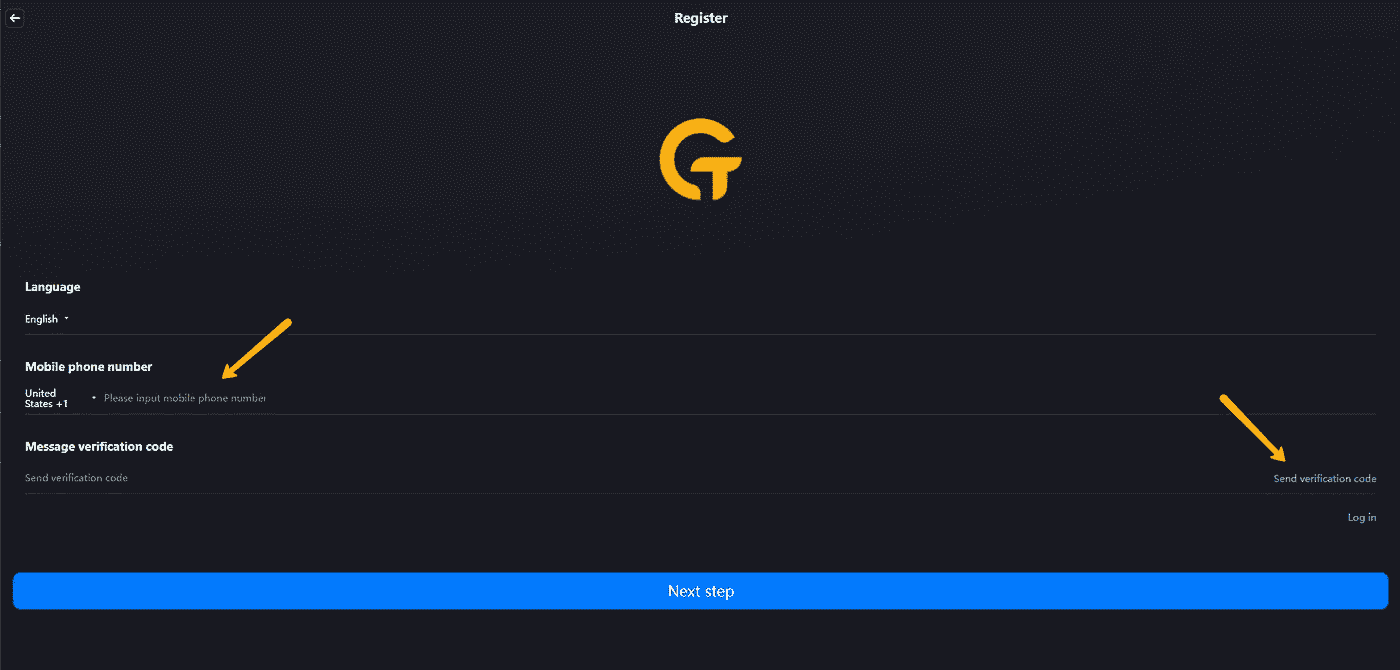 Register
Language
English
Mobile phone number
United
States +1
Please input mobile phone number
Message verification code
Send verification code
Send verification code
Log in
Next step